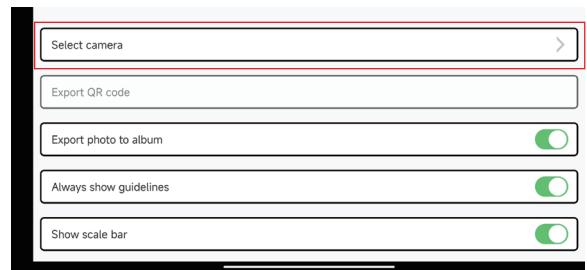 Select camera
Export QR code
Export photo to album
Always show guidelines
Show scale bar